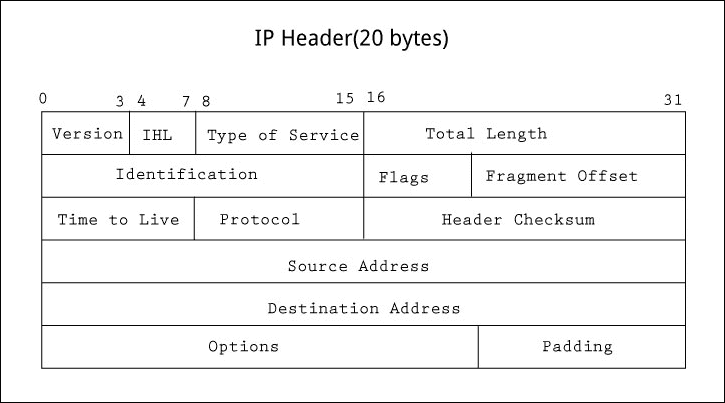 IP Header(20 bytes)
0 3 4 7 8 15 16 31
Version IHL Type of Service Total Length
Identification Flags Fragment Offset
Time to Live Protocol Header Checksum
Source Address
Destination Address
Options Padding